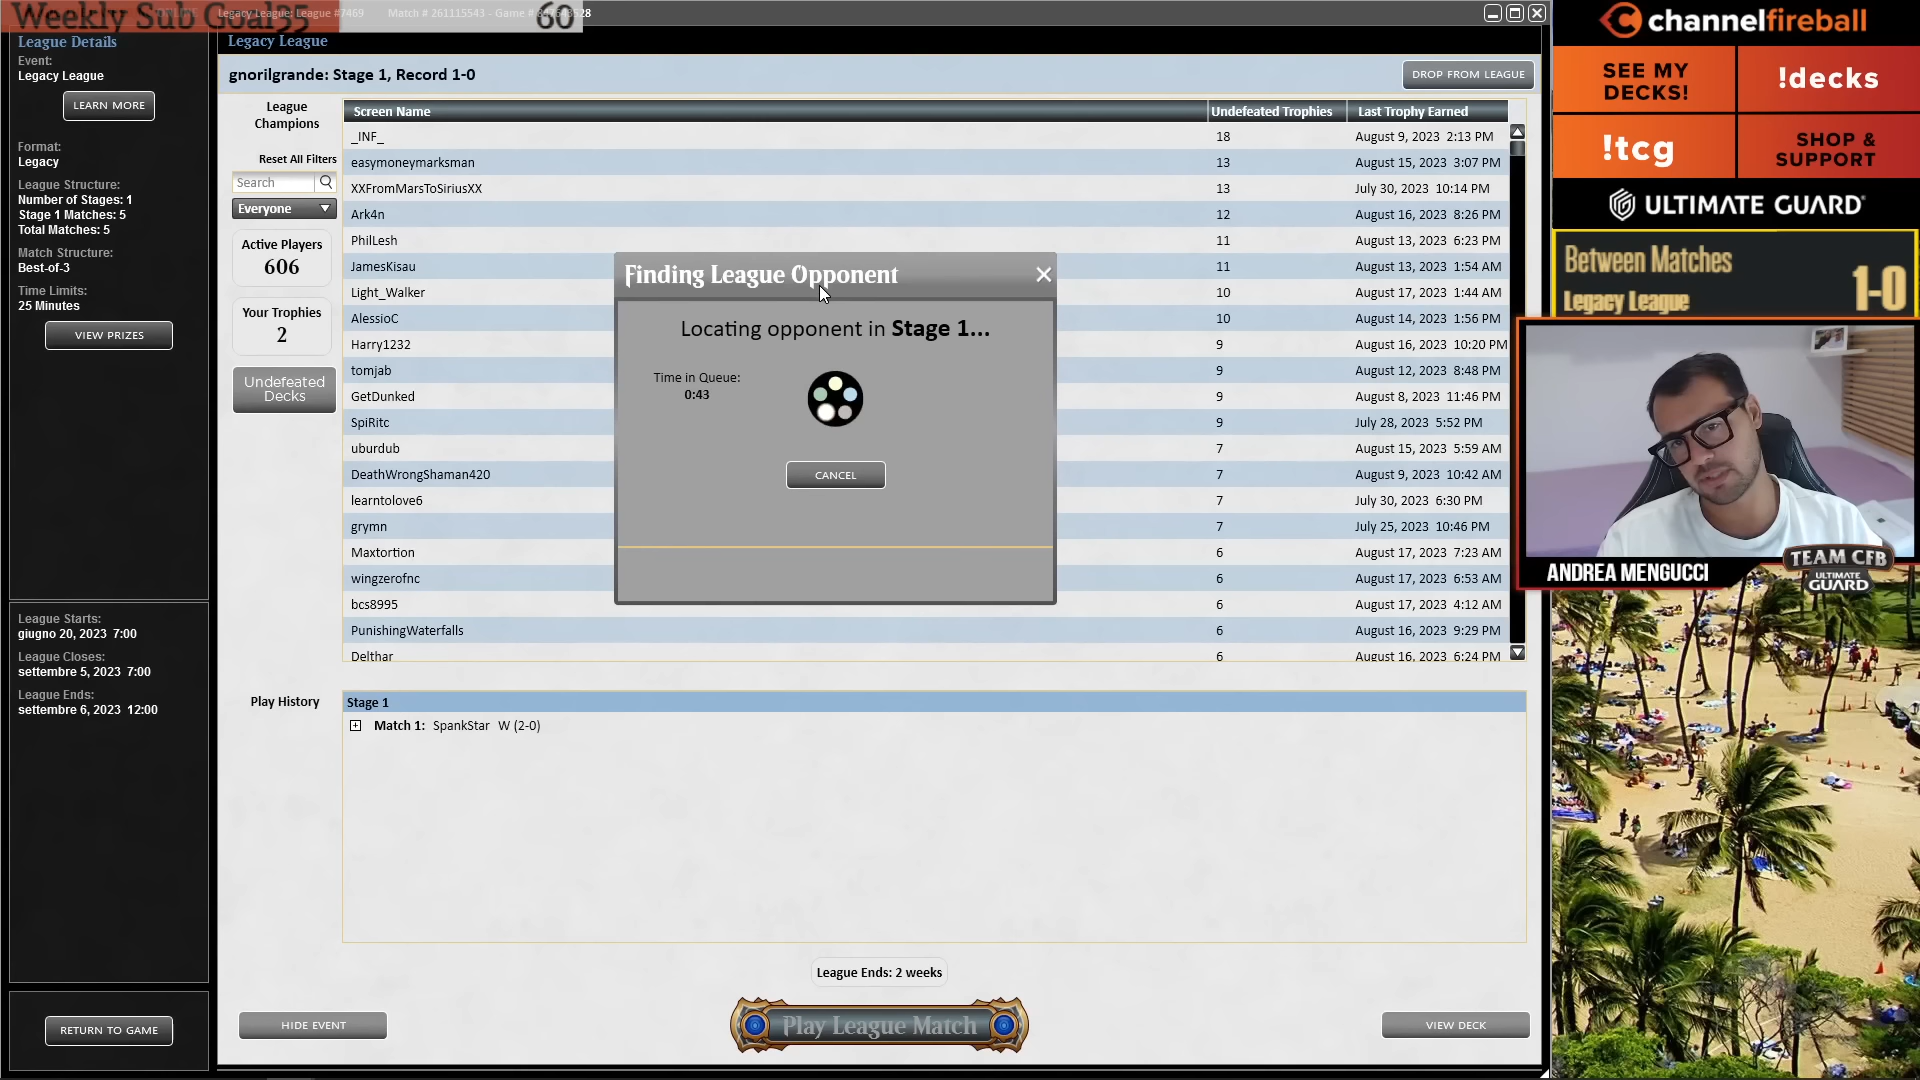 Weekly Sub Goal35 60
ONLINE Legacy League: League #7469 Match # 261115543 - Game #
League Details
Event:
Legacy League
LEARN MORE
Format:
Legacy
League Structure:
Number of Stages: 1
Stage 1 Matches: 5
Total Matches: 5
Match Structure:
Best-of-3
Time Limits:
25 Minutes
VIEW PRIZES
League Starts:
giugno 20, 2023 7:00
League Closes:
settembre 5, 2023 7:00
League Ends:
settembre 6, 2023 12:00
RETURN TO GAME
Legacy League
gnorilgrande: Stage 1, Record 1-0
DROP FROM LEAGUE
League
Champions
Reset All Filters
Search
Everyone
Active Players
606
Your Trophies
2
Undefeated
Decks
Screen Name Undefeated Trophies Last Trophy Earned
_INF_ 18 August 9, 2023 2:13 PM
easymoneymarksman 13 August 15, 2023 3:07 PM
XXFromMarsToSiriusXX 13 July 30, 2023 10:14 PM
Ark4n 12 August 16, 2023 8:26 PM
PhilLesh 11 August 13, 2023 6:23 PM
JamesKisau 11 August 13, 2023 1:54 AM
Light_Walker 10 August 17, 2023 1:44 AM
AlessioC 10 August 14, 2023 1:56 PM
Harry1232 9 August 16, 2023 10:20 PM
tomjab 9 August 12, 2023 8:48 PM
GetDunked 9 August 8, 2023 11:46 PM
SpiRitc 9 July 28, 2023 5:52 PM
uburdub 7 August 15, 2023 5:59 AM
DeathWrongShaman420 7 August 9, 2023 10:42 AM
learntolove6 7 July 30, 2023 6:30 PM
grymn 7 July 25, 2023 10:46 PM
Maxtortion 6 August 17, 2023 7:23 AM
wingzerofnc 6 August 17, 2023 6:53 AM
bcs8995 6 August 17, 2023 4:12 AM
PunishingWaterfalls 6 August 16, 2023 9:29 PM
Delthar 6 August 16, 2023 6:24 PM
Finding League Opponent
Locating opponent in Stage 1...
Time in Queue:
0:43
CANCEL
Play History
Stage 1
Match 1: SpankStar W (2-0)
League Ends: 2 weeks
HIDE EVENT
Play League Match
VIEW DECK
channelfireball
SEE MY
DECKS!
!decks
!tcg
SHOP &
SUPPORT
ULTIMATE GUARD
Between Matches
Legacy League
1-0
ANDREA MENGUCCI
TEAM CFB
ULTIMATE
GUARD